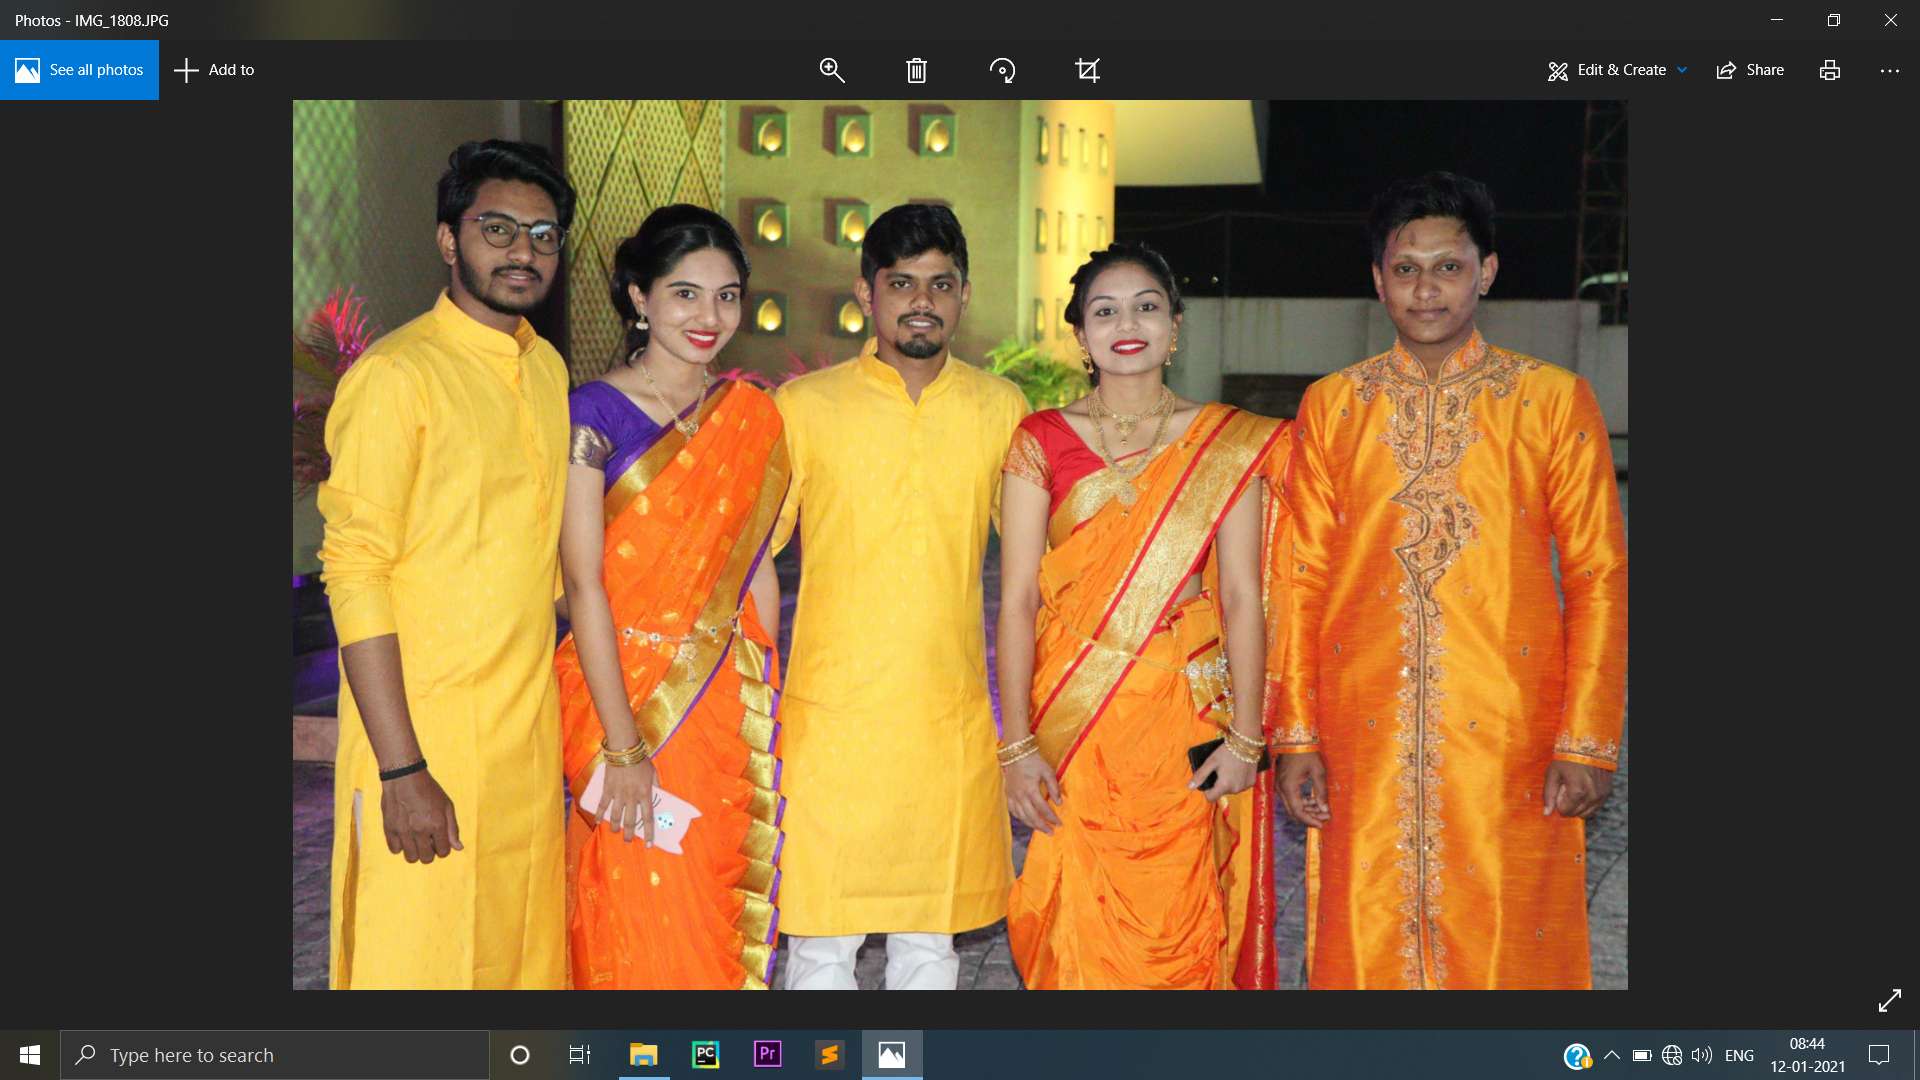 Photos - IMG_1808.JPG
See all photos
Add to
Edit & Create
Share
Type here to search
PC
Pr
ENG
08:44
12-01-2021